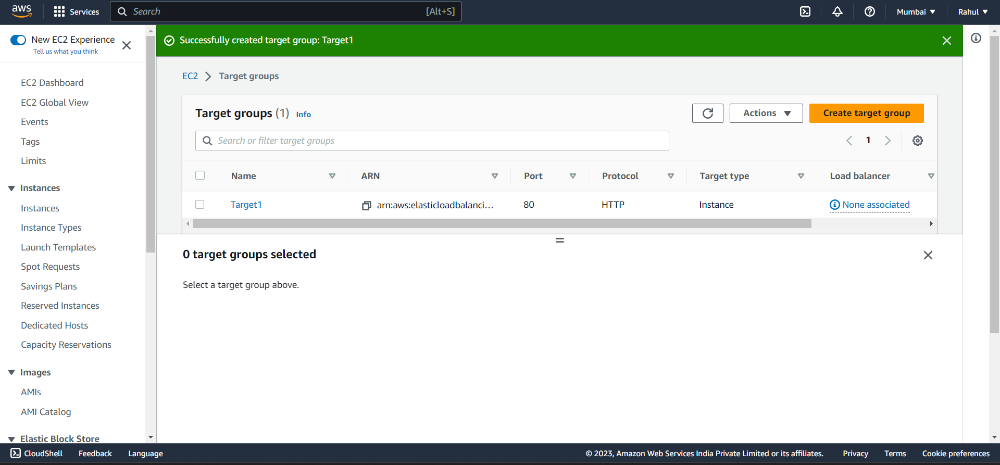 aws
Services
Search
[Alt+S]
Mumbai
Rahul
New EC2 Experience
Tell us what you think
EC2 Dashboard
EC2 Global View
Events
Tags
Limits
Instances
Instances
Instance Types
Launch Templates
Spot Requests
Savings Plans
Reserved Instances
Dedicated Hosts
Capacity Reservations
Images
AMIs
AMI Catalog
Elastic Block Store
Successfully created target group: Target1
EC2
Target groups
Target groups (1) Info
Actions
Create target group
Search or filter target groups
1
Name ARN Port Protocol Target type Load balancer
Target1 arn:aws:elasticloadbalanci... 80 HTTP Instance None associated
0 target groups selected
Select a target group above.
CloudShell Feedback Language
© 2023, Amazon Web Services India Private Limited or its affiliates. Privacy Terms Cookie preferences